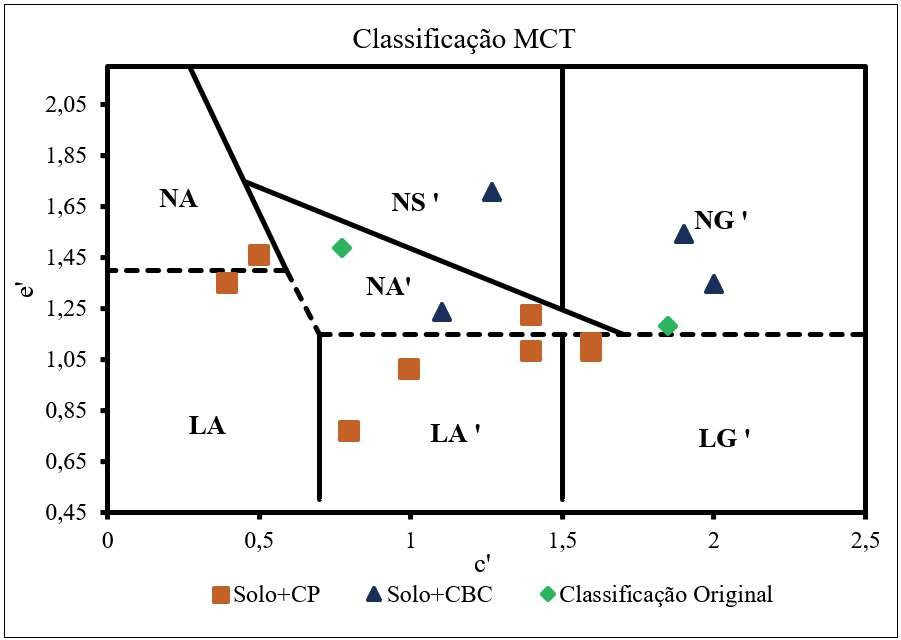 Classificação MCT
2,05
1,85
NA
NS '
1,65
NG '
1,45
e'
NA'
1,25
1,05
0,85
LA
LA '
LG '
0,65
0,45
0
0,5
1
1,5
2
2,5
c'
Solo+CP
Solo+CBC
Classificação Original